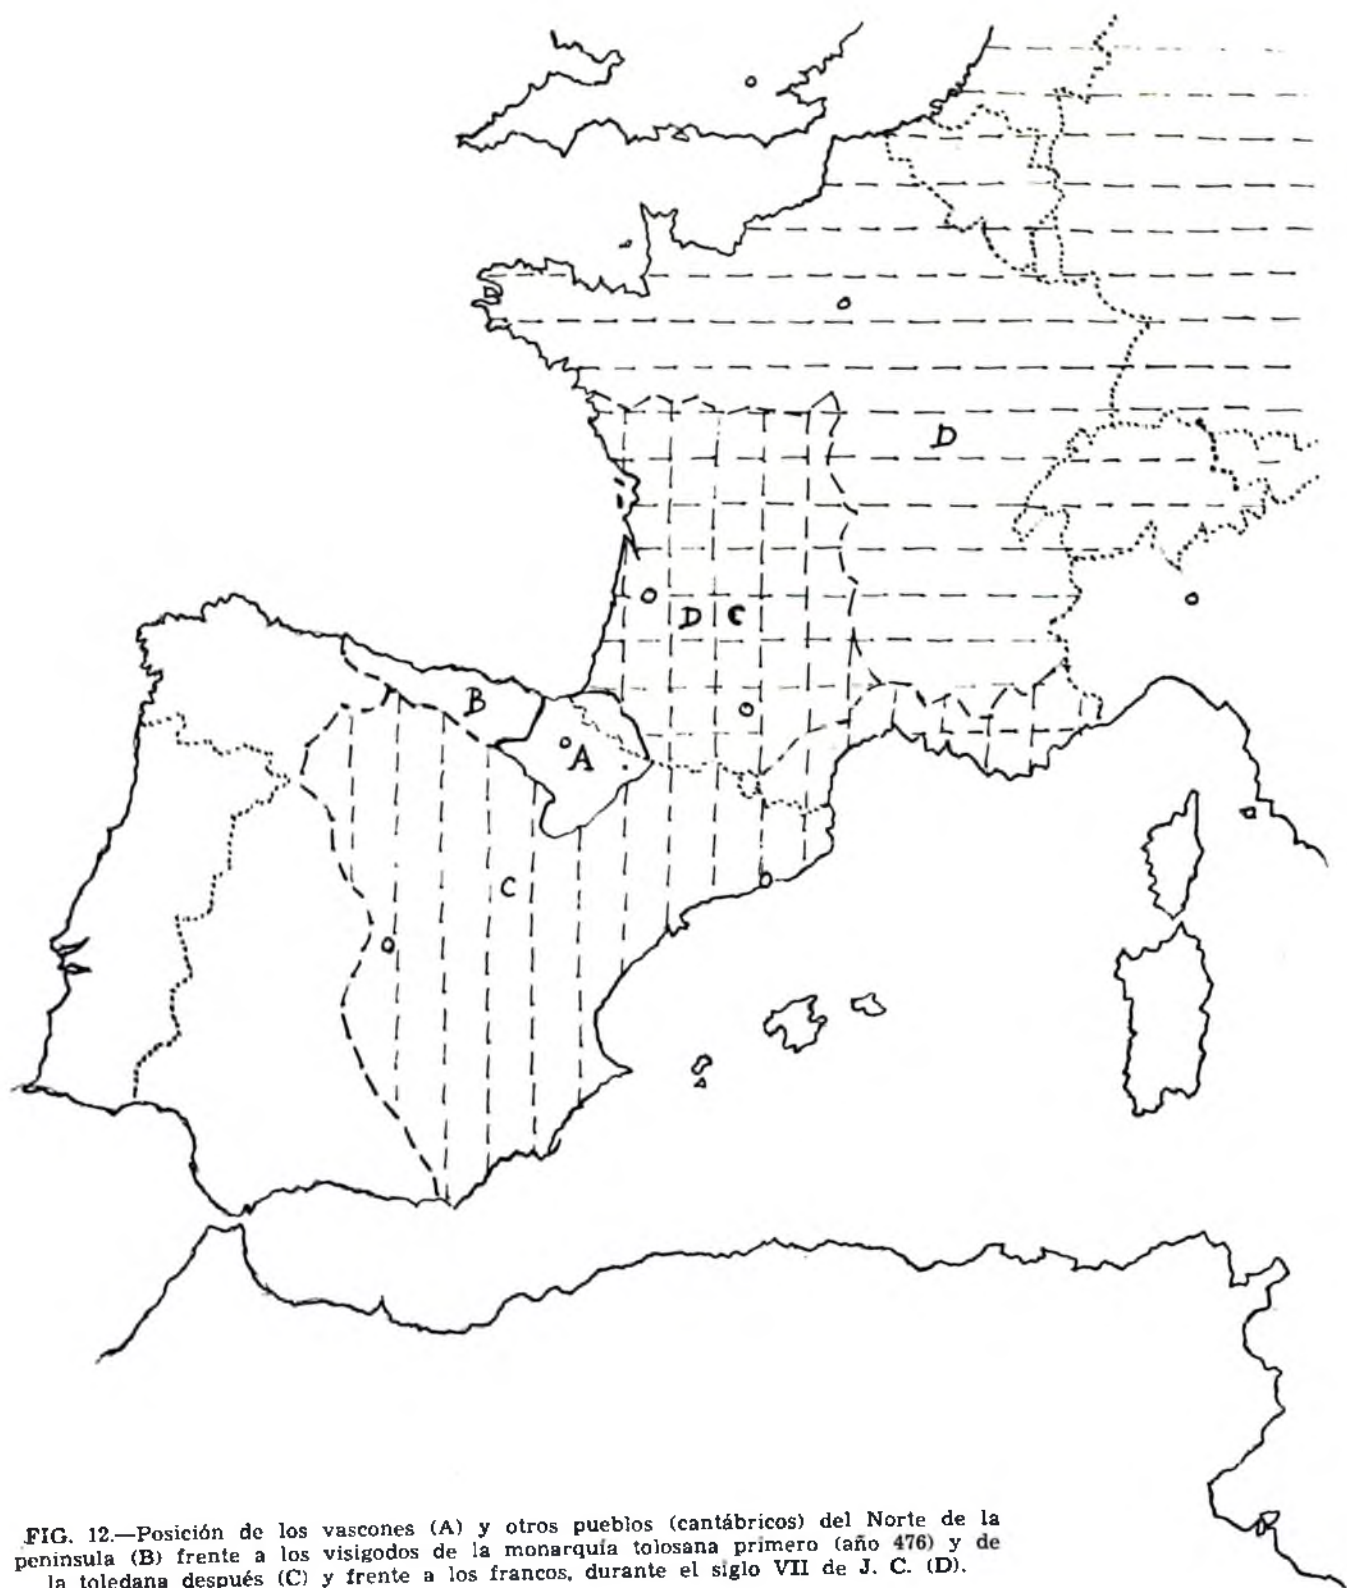 D
D C
B
A
C
FIG. 12.—Posición de los vascones (A) y otros pueblos (cantábricos) del Norte de la
península (B) frente a los visigodos de la monarquía tolosana primero (año 476) y de
la toledana después (C) y frente a los francos, durante el siglo VII de J. C. (D).